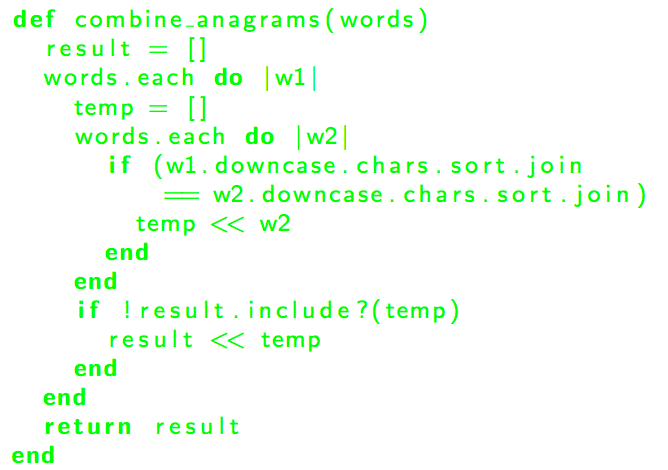 def combine_anagrams(words)
  result = []
  words.each do |w1|
    temp = []
    words.each do |w2|
      if (w1.downcase.chars.sort.join
          == w2.downcase.chars.sort.join)
        temp << w2
      end
    end
    if !result.include?(temp)
      result << temp
    end
  end
  return result
end